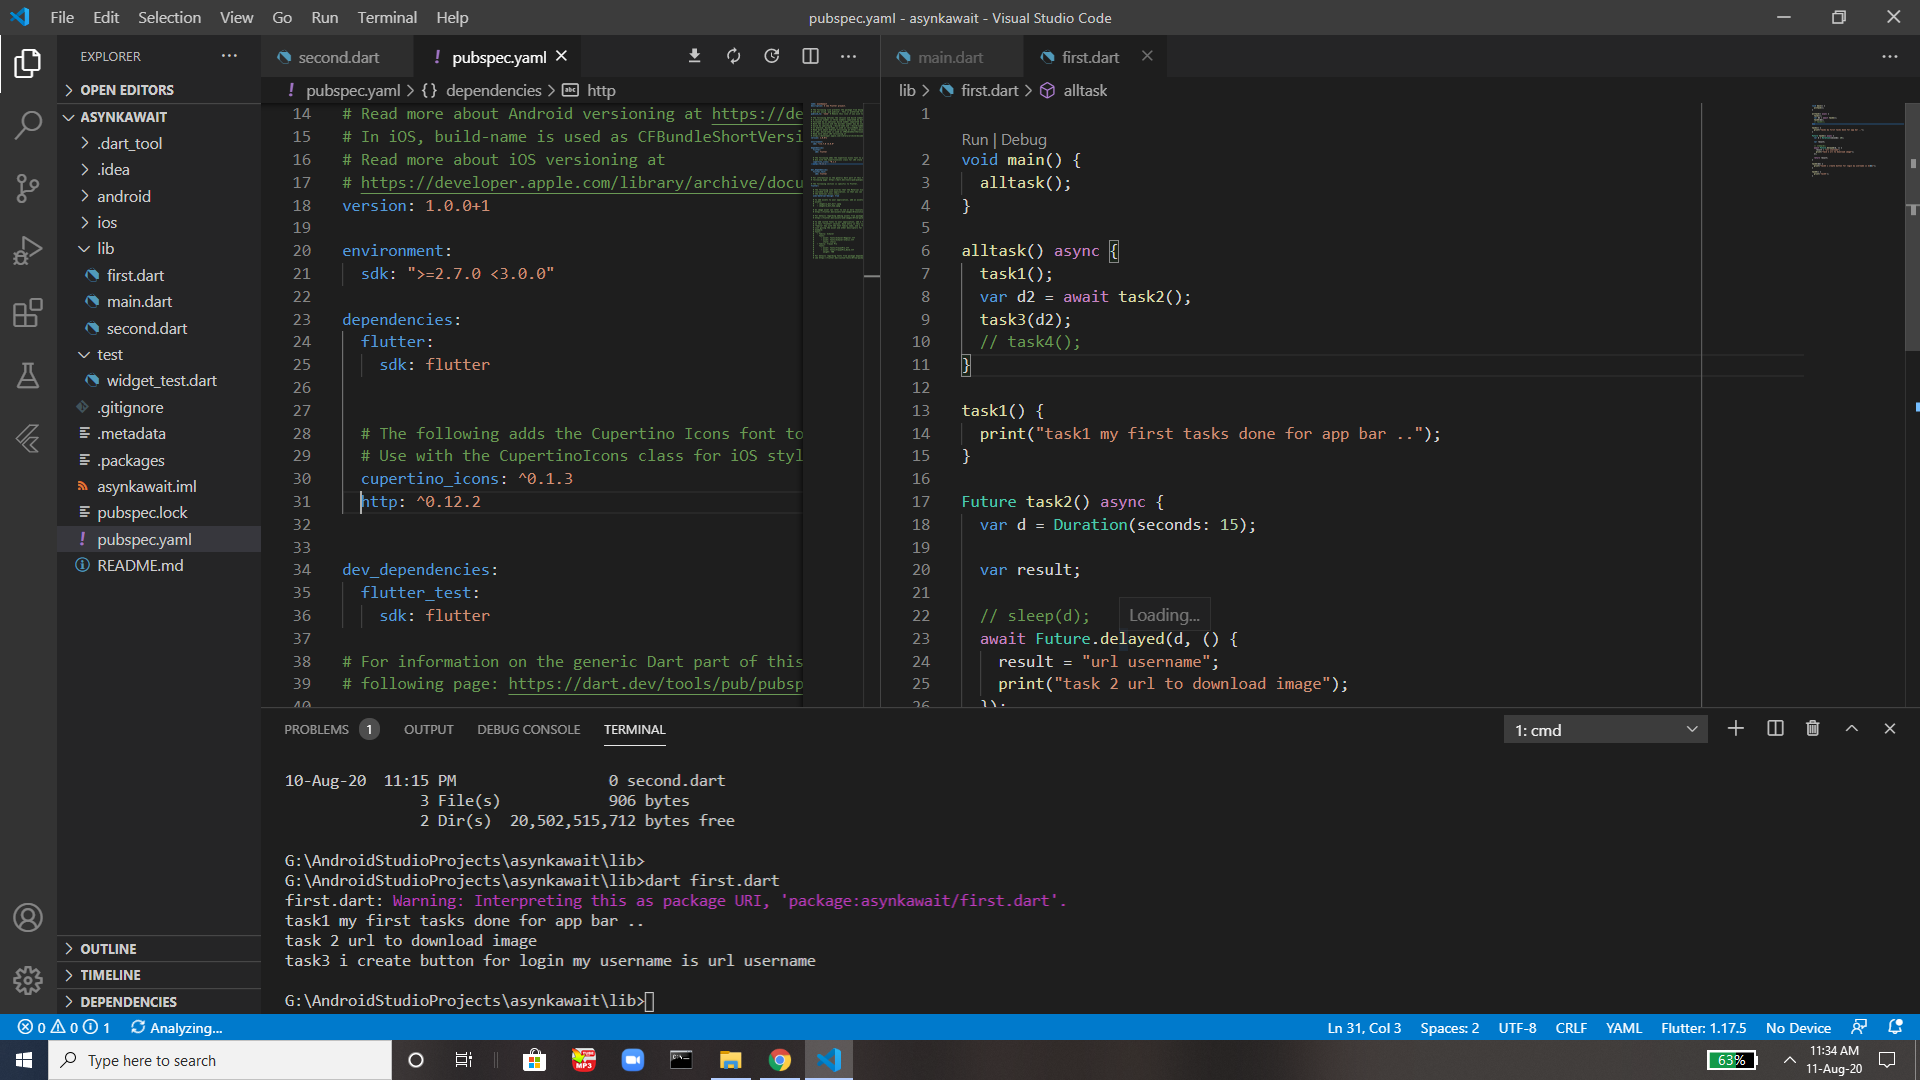 File Edit Selection View Go Run Terminal Help
pubspec.yaml - asynkawait - Visual Studio Code
EXPLORER
OPEN EDITORS
ASYNKAWAIT
.dart_tool
.idea
android
ios
lib
first.dart
main.dart
second.dart
test
widget_test.dart
.gitignore
.metadata
.packages
asynkawait.iml
pubspec.lock
pubspec.yaml
README.md
OUTLINE
TIMELINE
DEPENDENCIES
second.dart
! pubspec.yaml
! pubspec.yaml > {} dependencies > abc http
14 # Read more about Android versioning at https://de
15 # In iOS, build-name is used as CFBundleShortVersi
16 # Read more about iOS versioning at
17 # https://developer.apple.com/library/archive/docu
18 version: 1.0.0+1
19
20 environment:
21 sdk: ">=2.7.0 <3.0.0"
22
23 dependencies:
24 flutter:
25 sdk: flutter
26
27
28 # The following adds the Cupertino Icons font to
29 # Use with the CupertinoIcons class for iOS styl
30 cupertino_icons: ^0.1.3
31 http: ^0.12.2
32
33
34 dev_dependencies:
35 flutter_test:
36 sdk: flutter
37
38 # For information on the generic Dart part of this
39 # following page: https://dart.dev/tools/pub/pubsp
40
main.dart
first.dart
lib > first.dart > alltask
1
Run | Debug
2 void main() {
3 alltask();
4 }
5
6 alltask() async {
7 task1();
8 var d2 = await task2();
9 task3(d2);
10 // task4();
11 }
12
13 task1() {
14 print("task1 my first tasks done for app bar ..");
15 }
16
17 Future task2() async {
18 var d = Duration(seconds: 15);
19
20 var result;
21
22 // sleep(d);
Loading...
23 await Future.delayed(d, () {
24 result = "url username";
25 print("task 2 url to download image");
26 });
PROBLEMS 1 OUTPUT DEBUG CONSOLE TERMINAL
1: cmd
10-Aug-20 11:15 PM 0 second.dart
3 File(s) 906 bytes
2 Dir(s) 20,502,515,712 bytes free
G:\AndroidStudioProjects\asynkawait\lib>
G:\AndroidStudioProjects\asynkawait\lib>dart first.dart
first.dart: Warning: Interpreting this as package URI, 'package:asynkawait/first.dart'.
task1 my first tasks done for app bar ..
task 2 url to download image
task3 i create button for login my username is url username
G:\AndroidStudioProjects\asynkawait\lib>
0 0 1 Analyzing...
Ln 31, Col 3 Spaces: 2 UTF-8 CRLF YAML Flutter: 1.17.5 No Device
Type here to search
MP3
63%
11:34 AM
11-Aug-20